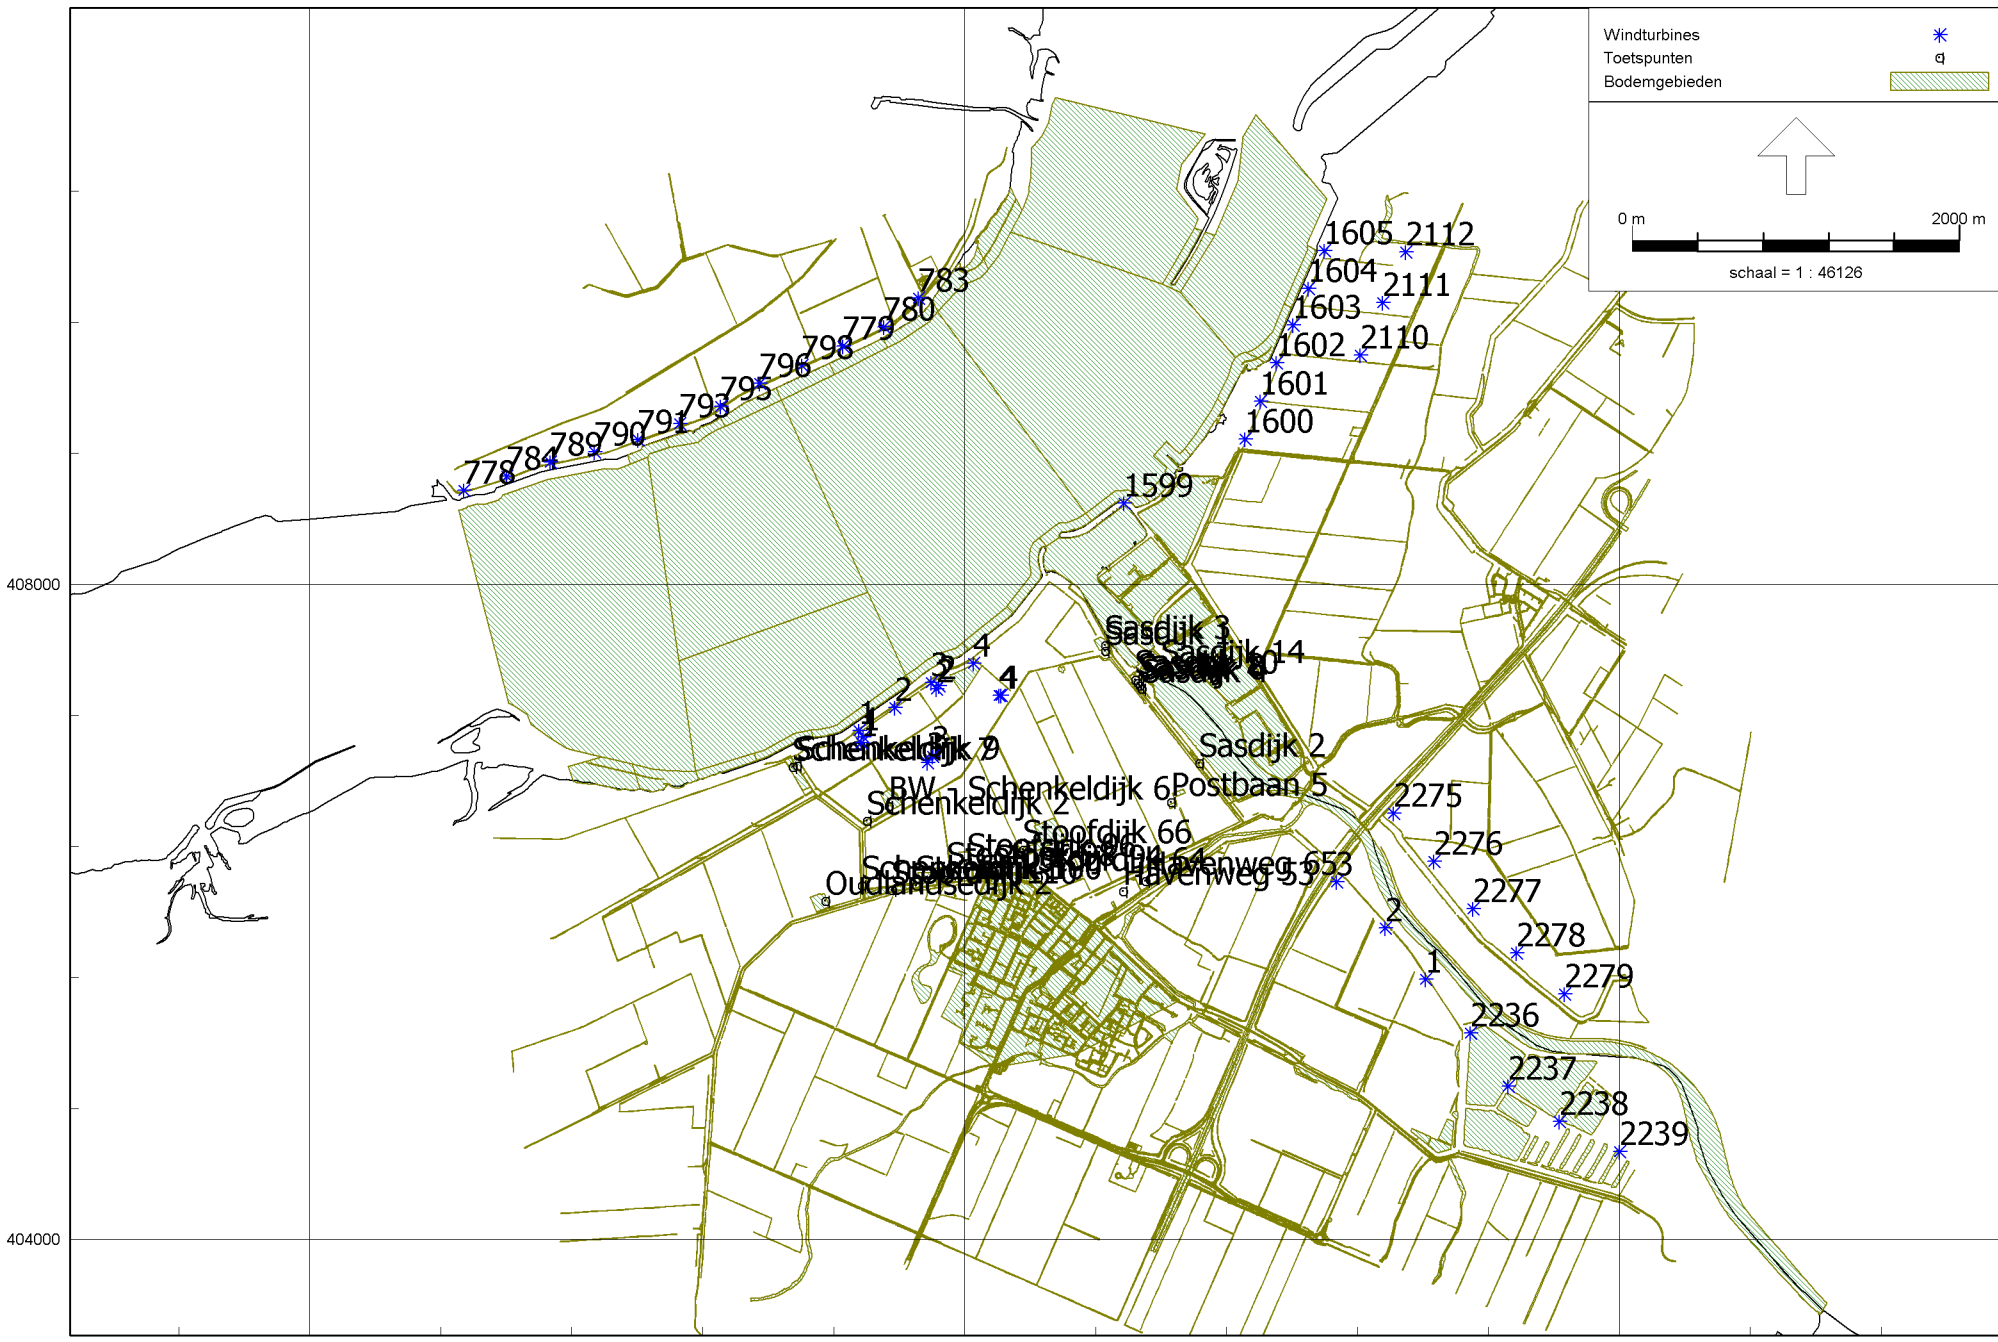 Windturbines
Toetspunten
Bodemgebieden
0 m 2000 m
schaal = 1 : 46126
1605 2112
1604
2111
783
1603
780
2110
779
1602
798
796
1601
795
793
1600
791
790
789
784
778
1599
408000
Sasdijk 3
Sasdijk 14
4
3
2
4
2
1
3
Sasdijk 2
Schenkeldijk 9
BW 1
Schenkeldijk 6
Postbaan 5
Schenkeldijk 2
2275
Stoofdijk 66
2276
Havenweg 53
3
Oudlandsedijk 2
2277
2
2278
1
2279
2236
2237
2238
2239
404000